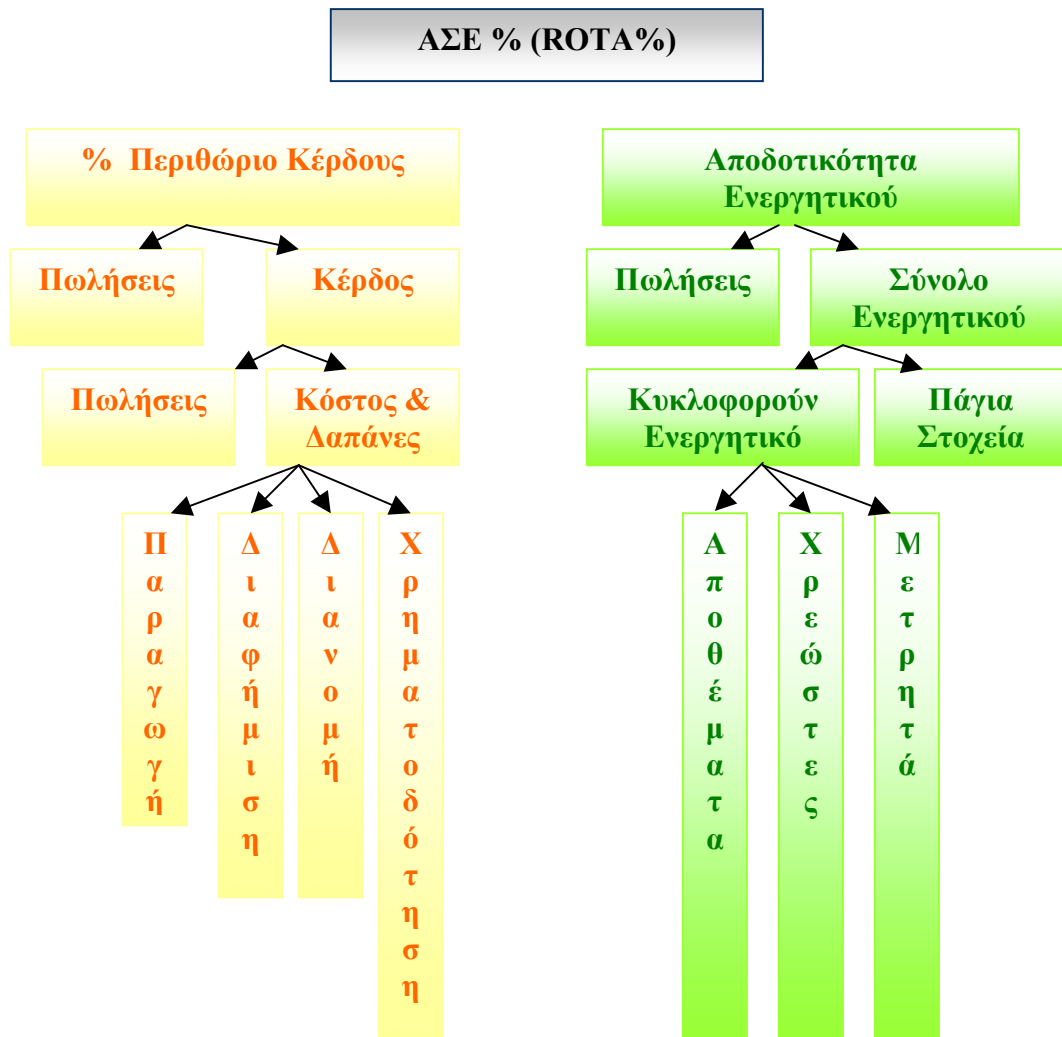 ΑΣΕ % (ROTA%)
% Περιθώριο Κέρδους
Αποδοτικότητα
Ενεργητικού
Πωλήσεις
Κέρδος
Πωλήσεις
Σύνολο
Ενεργητικού
Πωλήσεις
Κόστος &
Δαπάνες
Κυκλοφορούν
Ενεργητικό
Πάγια
Στοχεία
Παραγωγή
Διαφήμιση
Διανομή
Χρηματοδότηση
Αποθέματα
Χρεώστες
Μετρητά